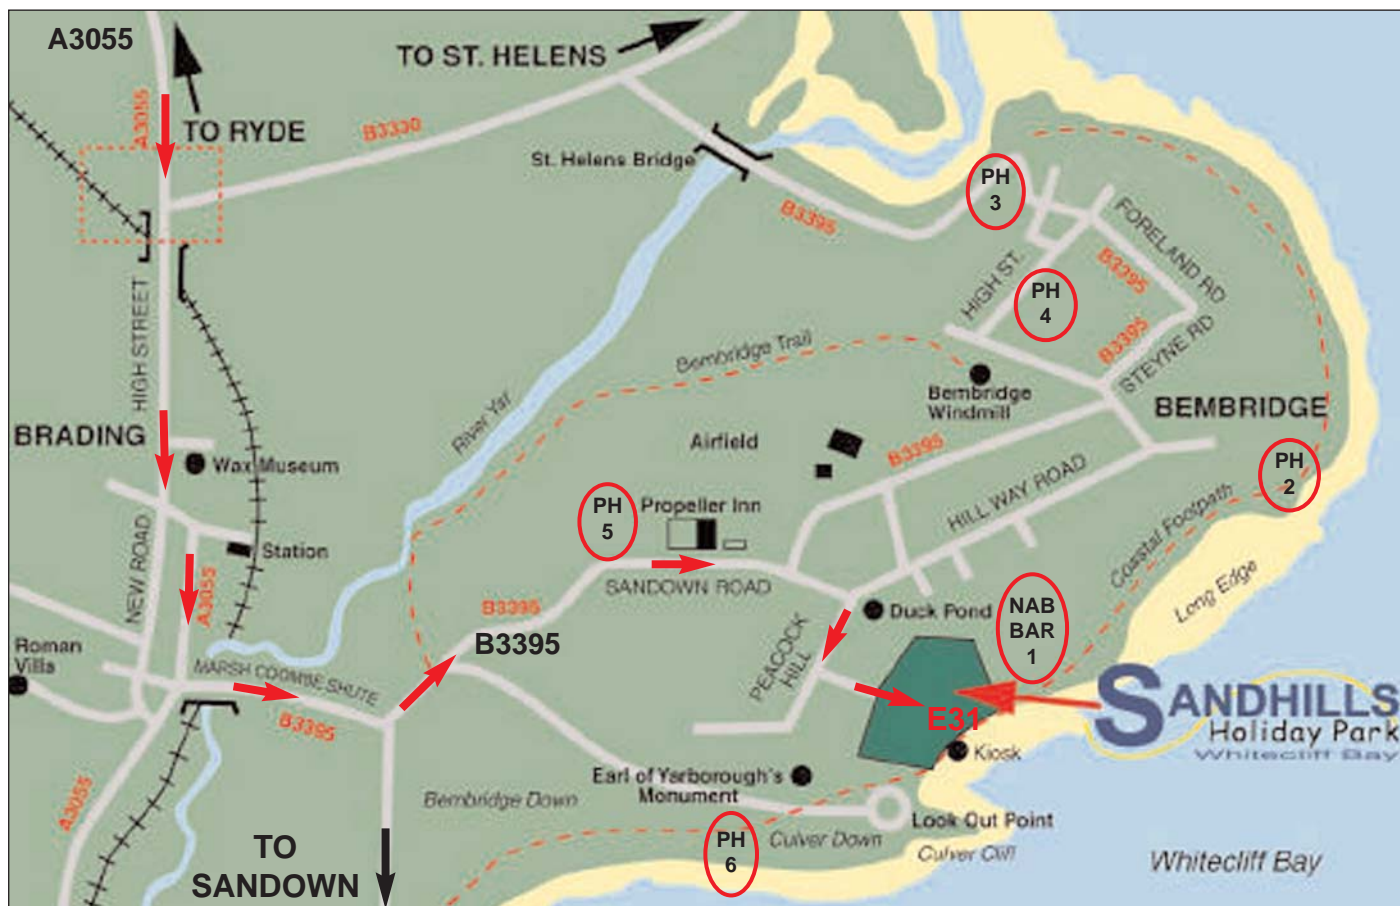 A3055
TO ST. HELENS
A3055
TO RYDE
B3330
St. Helens Bridge
B3395
PH
3
FORELAND RD
B3395
HIGH ST.
PH
4
B3395
STEYNE RD
HIGH STREET
Bembridge Trail
River Yar
Bembridge
Windmill
BEMBRIDGE
BRADING
Wax Museum
Airfield
B3395
HILL WAY ROAD
PH
2
Coastal Footpath
PH
5
Propeller Inn
Station
NEW ROAD
A3055
SANDOWN ROAD
Long Edge
B3395
B3395
Duck Pond
NAB
BAR
1
Roman
Villa
MARSH COOMBE SHUTE
PEACOCK
HILL
B3395
E31
SANDHILLS
Holiday Park
Whitecliff Bay
Kiosk
A3055
Earl of Yarborough's
Monument
Bembridge Down
Look Out Point
Culver Down
Culver Cliff
PH
6
TO
SANDOWN
Whitecliff Bay